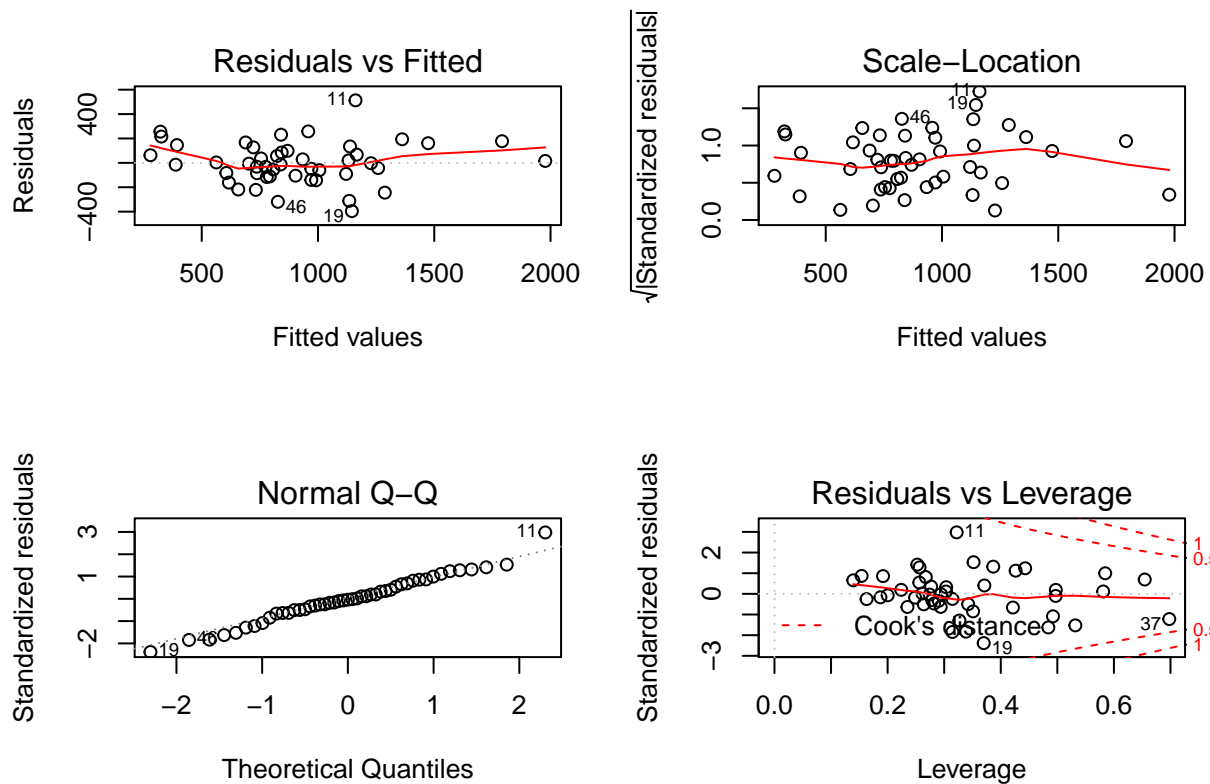 Residuals vs Fitted
Residuals
400
−400
11
46
19
500 1000 1500 2000
Fitted values
Scale−Location
√|Standardized residuals|
1.0
0.0
11
19
46
500 1000 1500 2000
Fitted values
Normal Q−Q
Standardized residuals
3
1
−2
11
46
19
−2 −1 0 1 2
Theoretical Quantiles
Residuals vs Leverage
Standardized residuals
2
0
−3
11
1
0.5
Cook's distance
37
19
0.5
1
0.0 0.2 0.4 0.6
Leverage